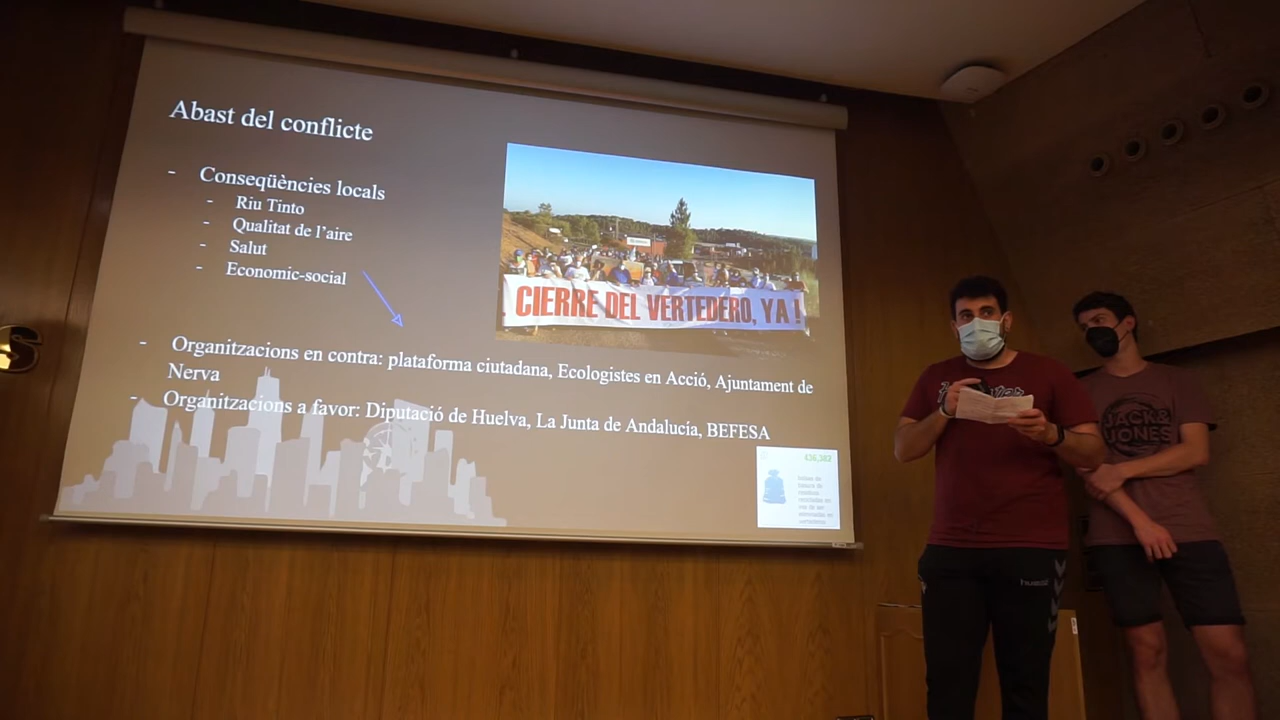 Abast del conflicte
- Conseqüències locals
- Riu Tinto
- Qualitat de l'aire
- Salut
- Economic-social
CIERRE DEL VERTEDERO, YA !
- Organitzacions en contra: plataforma ciutadana, Ecologistes en Acció, Ajuntament de
Nerva
- Organitzacions a favor: Diputació de Huelva, La Junta de Andalucía, BEFESA
JACK&
JONES
hummel